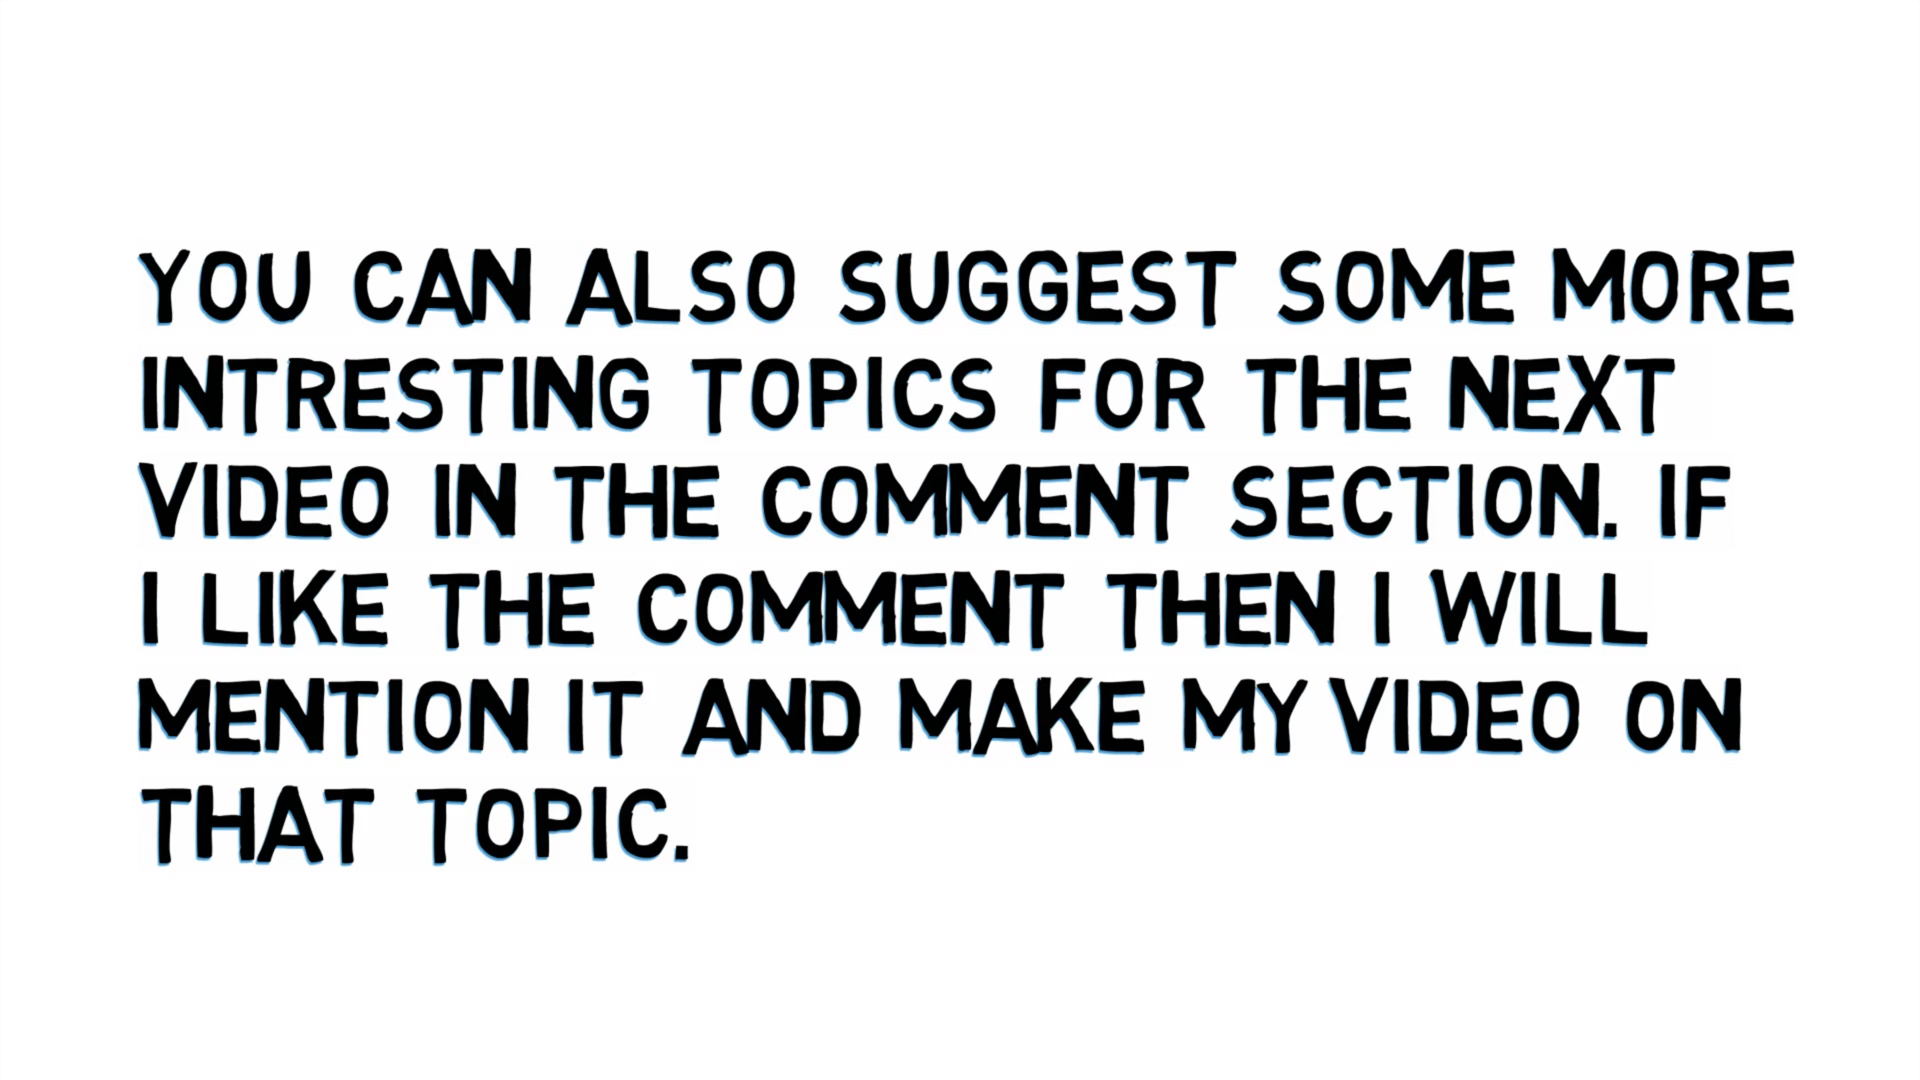 YOU CAN ALSO SUGGEST SOME MORE
INTRESTING TOPICS FOR THE NEXT
VIDEO IN THE COMMENT SECTION. IF
I LIKE THE COMMENT THEN I WILL
MENTION IT AND MAKE MY VIDEO ON
THAT TOPIC.